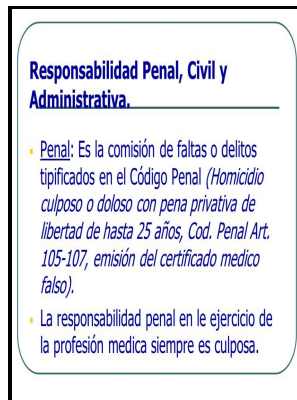 Responsabilidad Penal, Civil y
Administrativa.
Penal: Es la comisión de faltas o delitos
tipificados en el Código Penal (Homicidio
culposo o doloso con pena privativa de
libertad de hasta 25 años, Cod. Penal Art.
105-107, emisión del certificado medico
falso).
La responsabilidad penal en le ejercicio de
la profesión medica siempre es culposa.